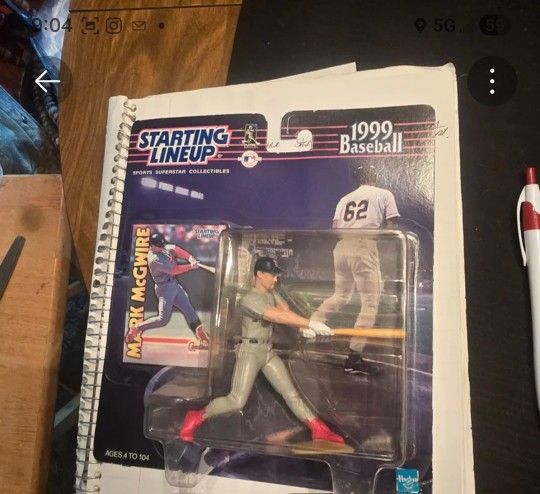 9:04
5G
STARTING
LINEUP
SPORTS SUPERSTAR COLLECTIBLES
1999
Baseball
62
STARTING
LINEUP
MARK McGWIRE
AGES 4 TO 104
Hasbro